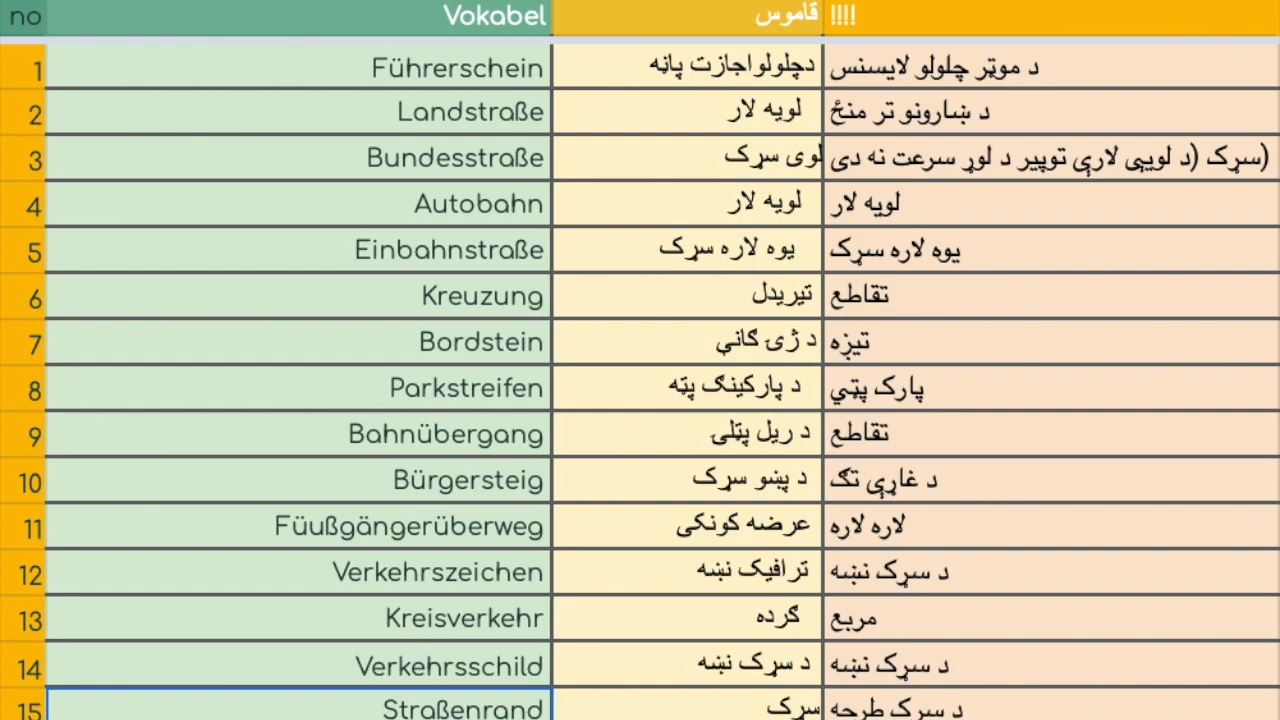 no Vokabel قاموس !!!!
1 Führerschein دچلولواجازت پاڼه د موټر چلولو لایسنس
2 Landstraße لویه لار د ښارونو تر منځ
3 Bundesstraße لوی سړک سړک (د لویې لارې توپیر د لوړ سرعت نه دی)
4 Autobahn لویه لار لویه لار
5 Einbahnstraße یوه لاره سړک یوه لاره سړک
6 Kreuzung تیریدل تقاطع
7 Bordstein د ژۍ ګاڼې تیږه
8 Parkstreifen د پارکینګ پټه پارک پټي
9 Bahnübergang د ریل پټلۍ تقاطع
10 Bürgersteig د پښو سړک د غاړې تګ
11 Füußgängerüberweg عرضه کونکی لاره لاره
12 Verkehrszeichen ترافیک نښه د سړک نښه
13 Kreisverkehr ګرده مربع
14 Verkehrsschild د سړک نښه د سړک نښه
15 Straßenrand سړک د سړک طرحه